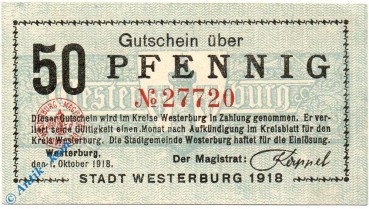 Gutschein über
50 PFENNIG
№ 27720
Dieser Gutschein wird im Kreise Westerburg in Zahlung genommen. Er ver-
liert seine Gültigkeit einen Monat nach Aufkündigung im Kreisblatt für den
Kreis Westerburg. Die Stadtgemeinde Westerburg haftet für die Einlösung.
Westerburg,
den 1. Oktober 1918.
Der Magistrat:
STADT WESTERBURG 1918